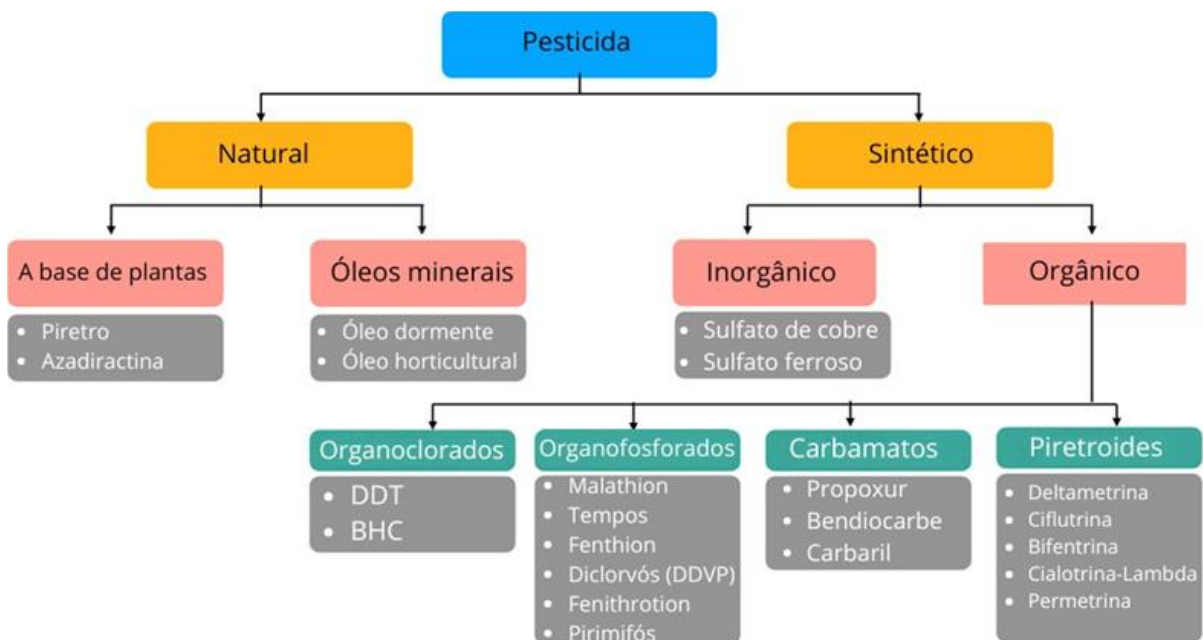 Pesticida
Natural
Sintético
A base de plantas
Óleos minerais
Inorgânico
Orgânico
• Piretro
• Azadiractina
• Óleo dormente
• Óleo horticultural
• Sulfato de cobre
• Sulfato ferroso
Organoclorados
• DDT
• BHC
Organofosforados
• Malathion
• Tempos
• Fenthion
• Diclorvós (DDVP)
• Fenithrotion
• Pirimifós
Carbamatos
• Propoxur
• Bendiocarbe
• Carbaril
Piretroides
• Deltametrina
• Ciflutrina
• Bifentrina
• Cialotrina-Lambda
• Permetrina